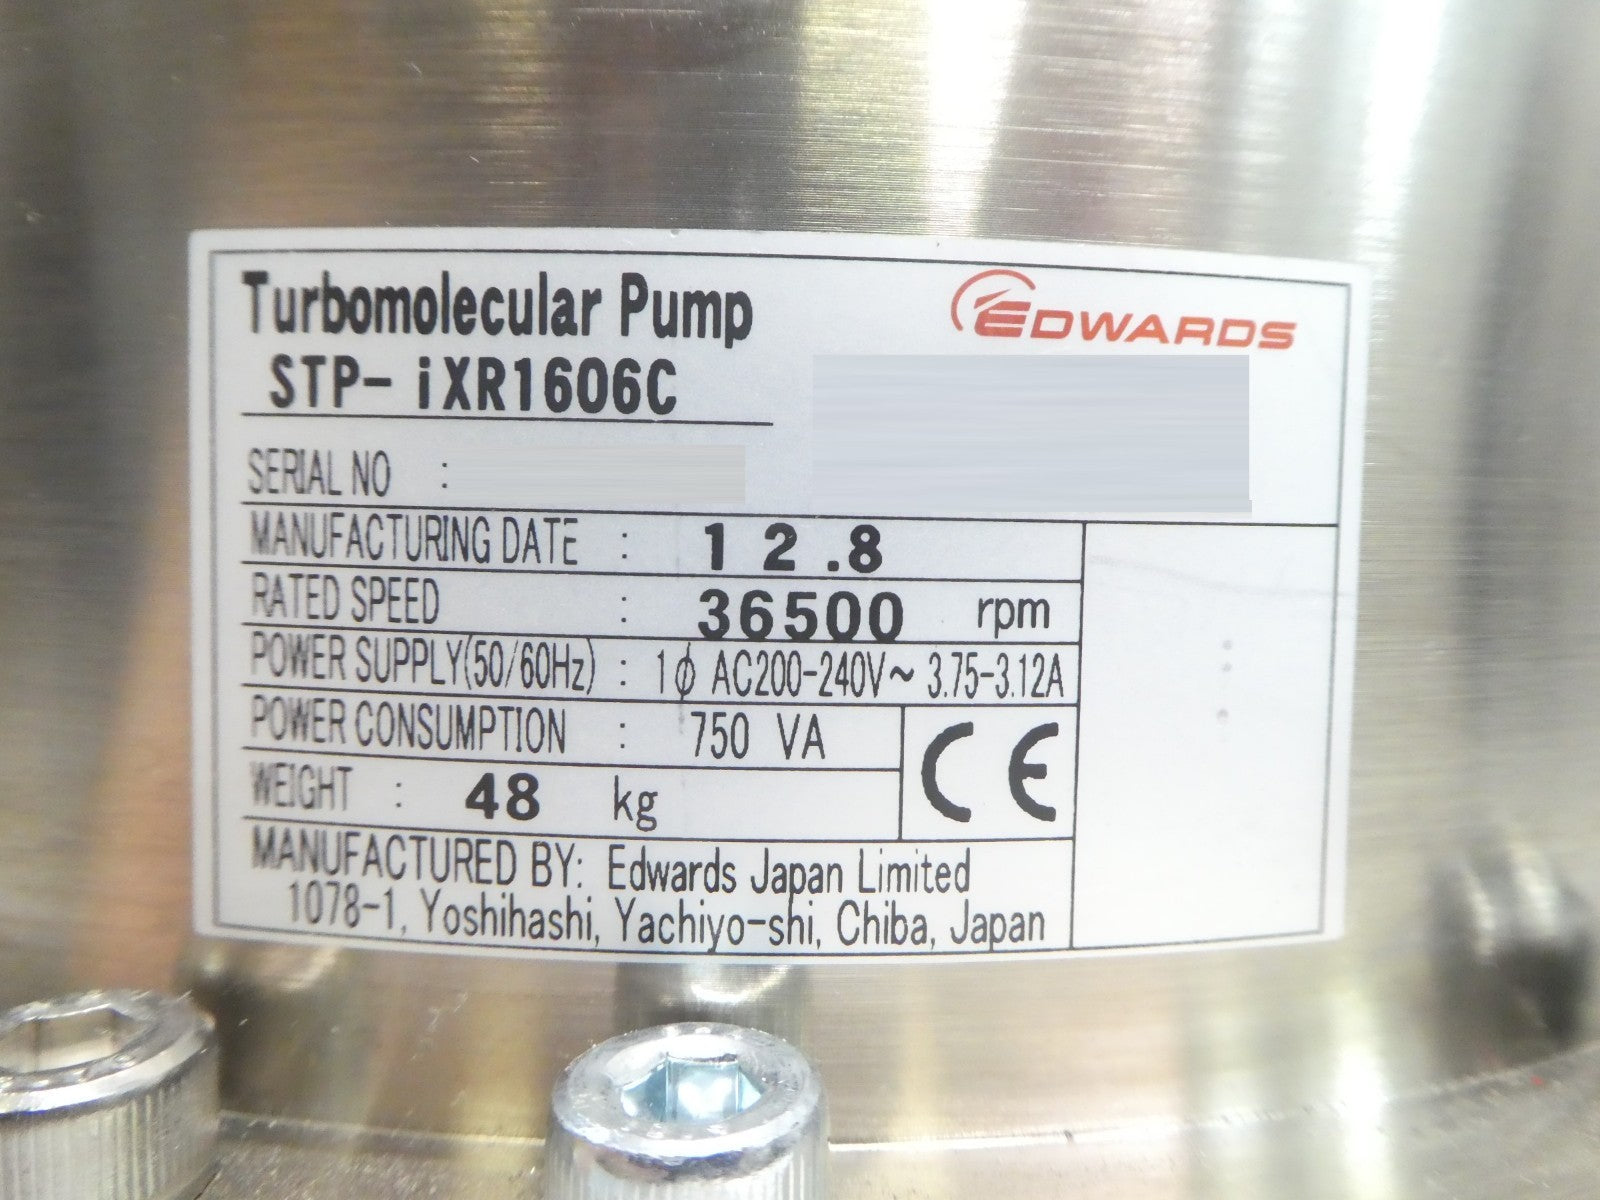 Turbomolecular Pump
EDWARDS
STP-iXR1606C
SERIAL NO :
MANUFACTURING DATE : 12.8
RATED SPEED : 36500 rpm
POWER SUPPLY(50/60Hz) : 1ϕ AC200-240V~ 3.75-3.12A
POWER CONSUMPTION : 750 VA
CE
WEIGHT : 48 kg
MANUFACTURED BY: Edwards Japan Limited
1078-1, Yoshihashi, Yachiyo-shi, Chiba, Japan